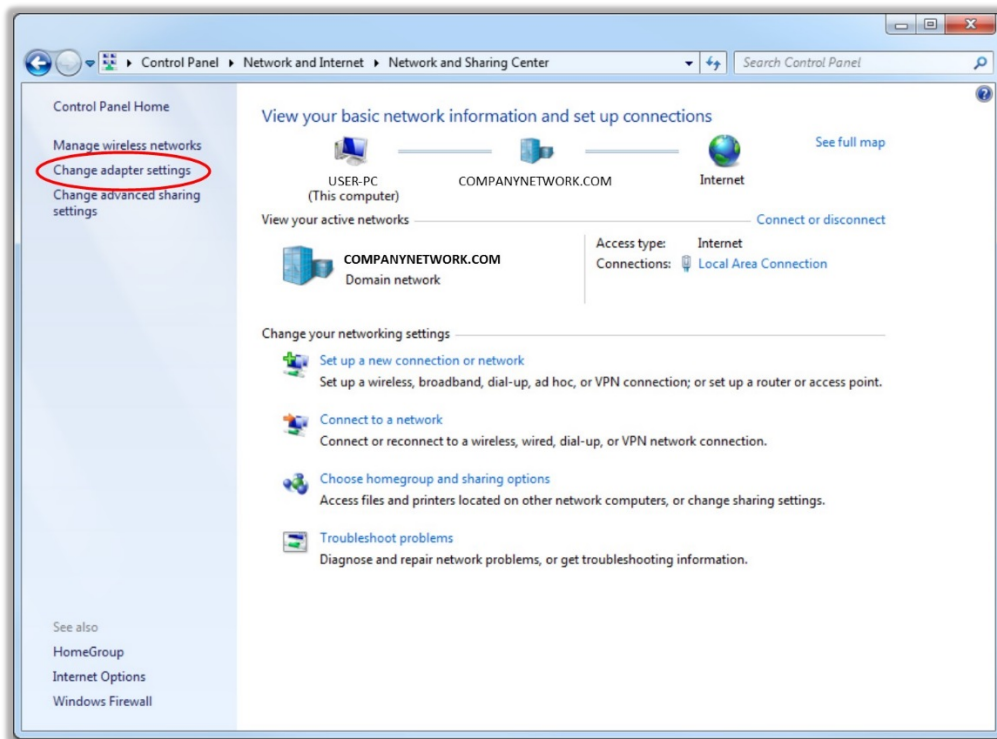 Control Panel
Network and Internet
Network and Sharing Center
Search Control Panel
Control Panel Home
Manage wireless networks
Change adapter settings
Change advanced sharing
settings
View your basic network information and set up connections
See full map
USER-PC
(This computer)
COMPANYNETWORK.COM
Internet
View your active networks
Connect or disconnect
COMPANYNETWORK.COM
Domain network
Access type: Internet
Connections: Local Area Connection
Change your networking settings
Set up a new connection or network
Set up a wireless, broadband, dial-up, ad hoc, or VPN connection; or set up a router or access point.
Connect to a network
Connect or reconnect to a wireless, wired, dial-up, or VPN network connection.
Choose homegroup and sharing options
Access files and printers located on other network computers, or change sharing settings.
Troubleshoot problems
Diagnose and repair network problems, or get troubleshooting information.
See also
HomeGroup
Internet Options
Windows Firewall